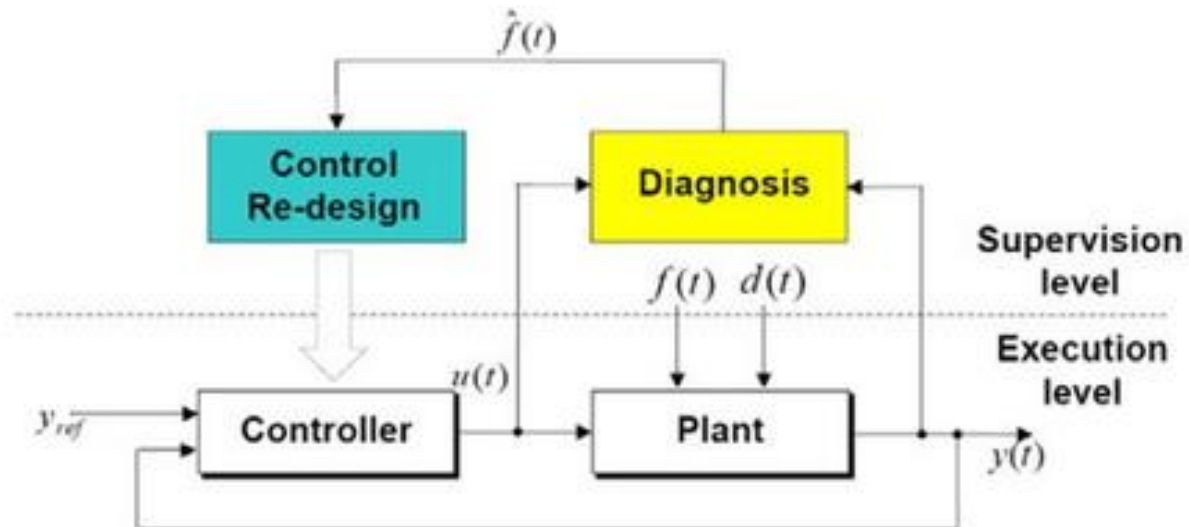 f̂(t)
Control
Re-design
Diagnosis
Supervision
level
f(t) d(t)
Execution
level
u(t)
y_ref
Controller
Plant
y(t)